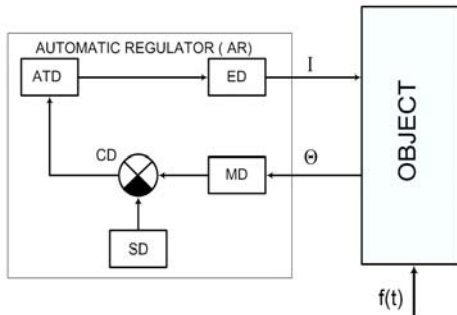 AUTOMATIC REGULATOR ( AR)
ATD
ED
I
CD
MD
Θ
SD
OBJECT
f(t)